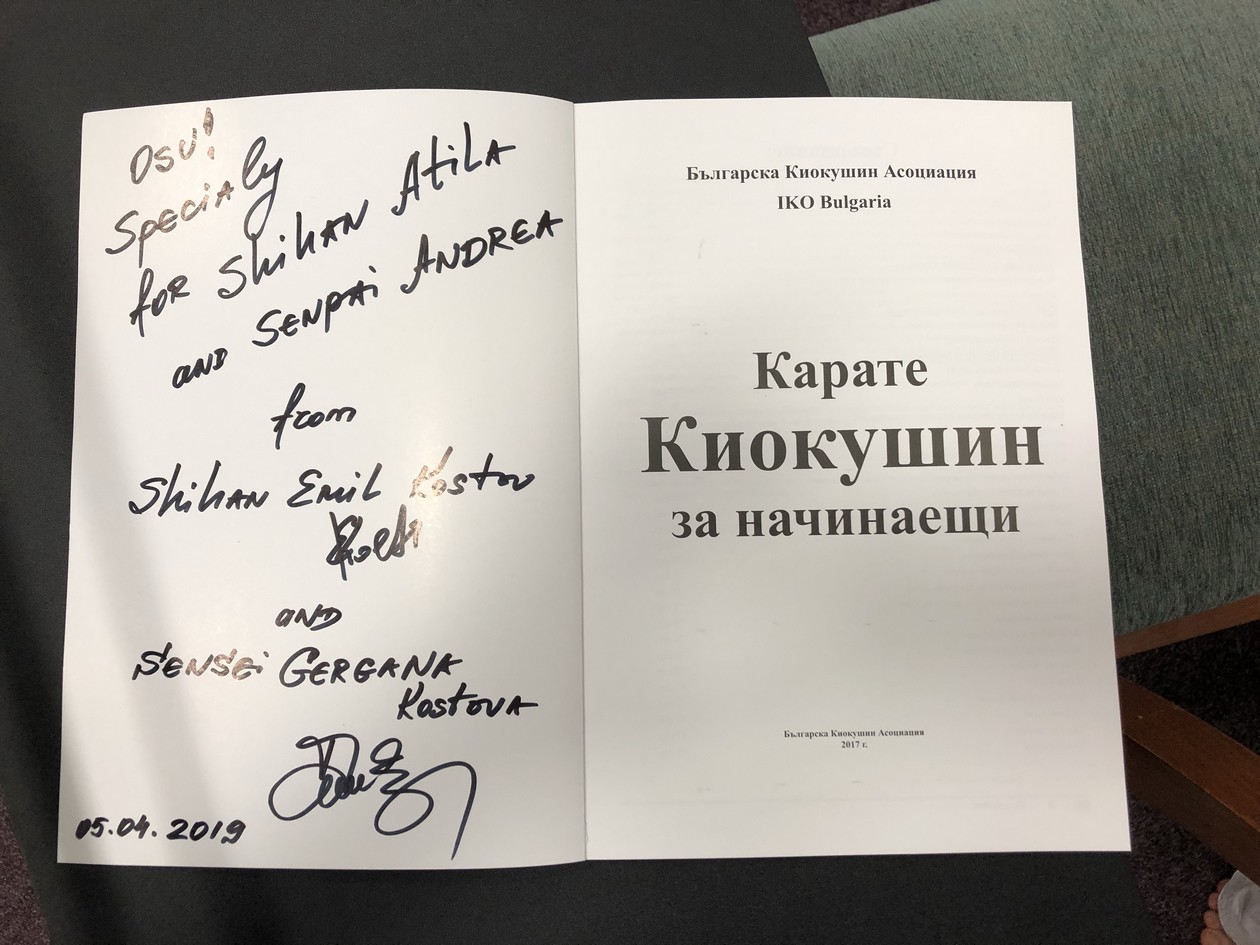 OSU!
Specialy
for Shihan Atila
and Senpai Andrea
from
Shihan Emil Kostov
and
Sensei Gergana
Kostova
05.04.2019
Българска Киокушин Асоциация
IKO Bulgaria
Карате
Киокушин
за начинаещи
Българска Киокушин Асоциация
2017 г.